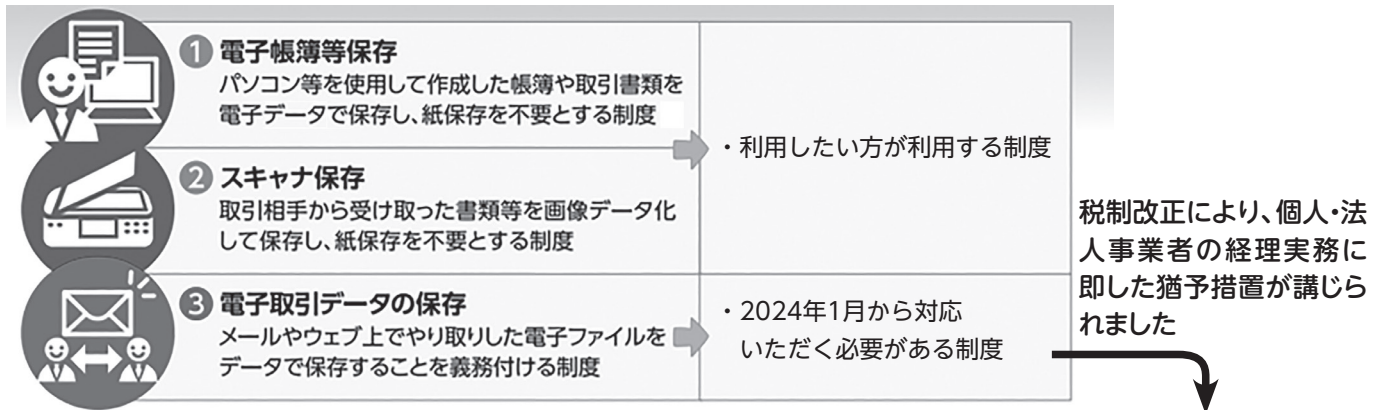 ① 電子帳簿等保存
パソコン等を使用して作成した帳簿や取引書類を
電子データで保存し、紙保存を不要とする制度
② スキャナ保存
取引相手から受け取った書類等を画像データ化
して保存し、紙保存を不要とする制度
・利用したい方が利用する制度
③ 電子取引データの保存
メールやウェブ上でやり取りした電子ファイルを
データで保存することを義務付ける制度
・2024年1月から対応
いただく必要がある制度
税制改正により、個人・法
人事業者の経理実務に
即した猶予措置が講じら
れました